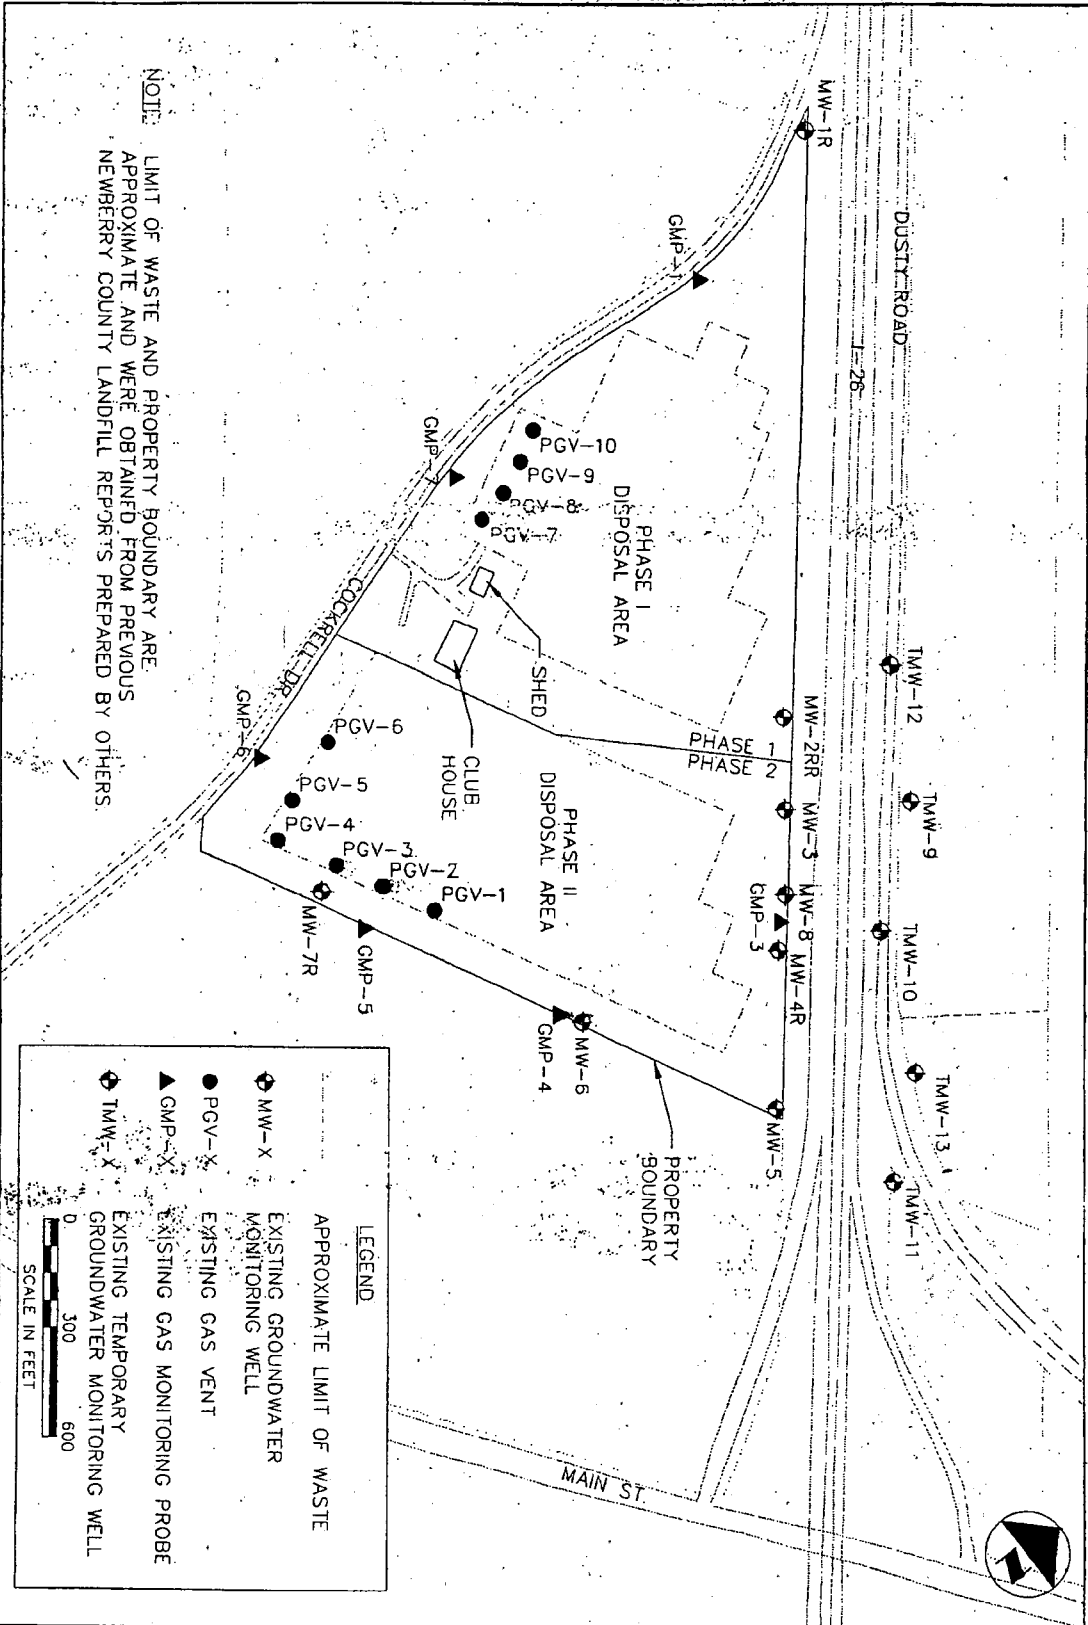 DUSTY ROAD
I-26
MW-1R
GMP-1
TMW-12
TMW-9
TMW-10
TMW-13
TMW-11
MW-2RR
MW-3
MW-8
GMP-3
MW-4R
MW-5
PHASE 1
PHASE 2
PGV-10
PGV-9
PGV-8
PGV-7
PHASE I
DISPOSAL AREA
SHED
CLUB
HOUSE
PHASE II
DISPOSAL AREA
GMP-
COCKRELL DR
GMP-6
PGV-6
PGV-5
PGV-4
PGV-3
PGV-2
PGV-1
MW-7R
GMP-5
GMP-4
MW-6
PROPERTY
BOUNDARY
MAIN ST.
N
NOTE: LIMIT OF WASTE AND PROPERTY BOUNDARY ARE
APPROXIMATE AND WERE OBTAINED FROM PREVIOUS
NEWBERRY COUNTY LANDFILL REPORTS PREPARED BY OTHERS.
LEGEND
APPROXIMATE LIMIT OF WASTE
MW-X EXISTING GROUNDWATER
MONITORING WELL
PGV-X EXISTING GAS VENT
GMP-X EXISTING GAS MONITORING PROBE
TMW-X EXISTING TEMPORARY
GROUNDWATER MONITORING WELL
0 300 600
SCALE IN FEET